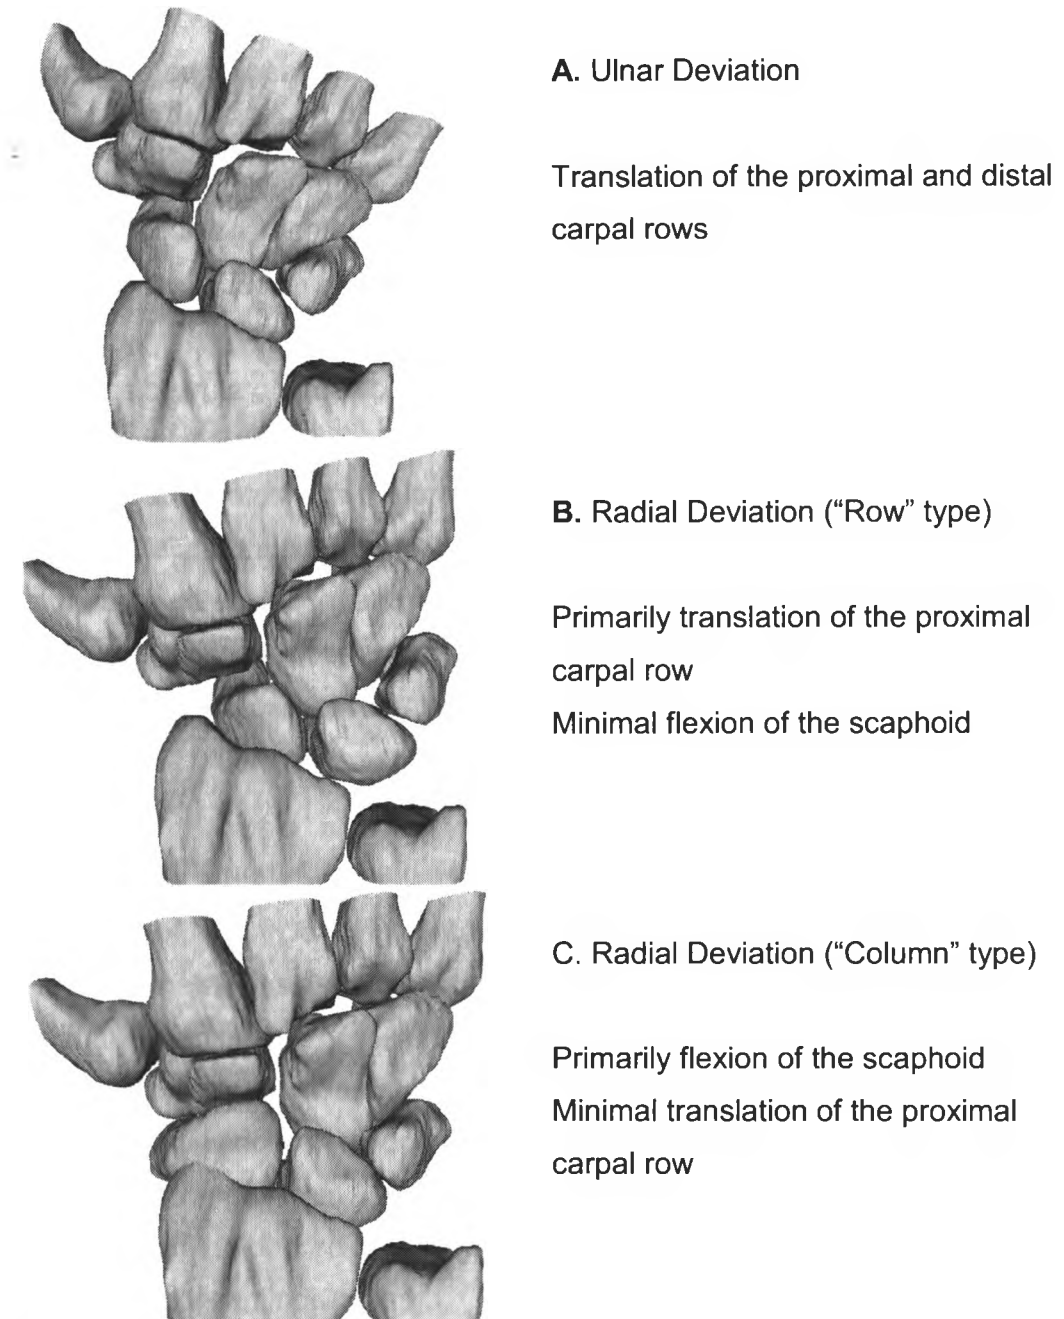 A. Ulnar Deviation
Translation of the proximal and distal
carpal rows
B. Radial Deviation (“Row” type)
Primarily translation of the proximal
carpal row
Minimal flexion of the scaphoid
C. Radial Deviation (“Column” type)
Primarily flexion of the scaphoid
Minimal translation of the proximal
carpal row